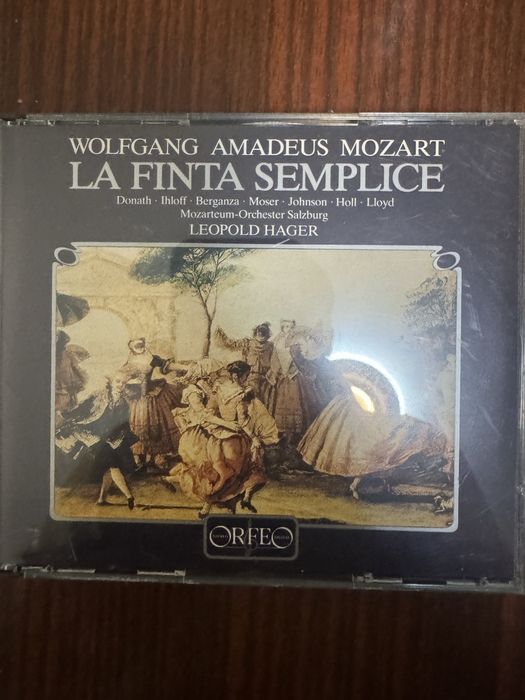 WOLFGANG AMADEUS MOZART
LA FINTA SEMPLICE
Donath · Ihloff · Berganza · Moser · Johnson · Holl · Lloyd
Mozarteum-Orchester Salzburg
LEOPOLD HAGER
ORFEO